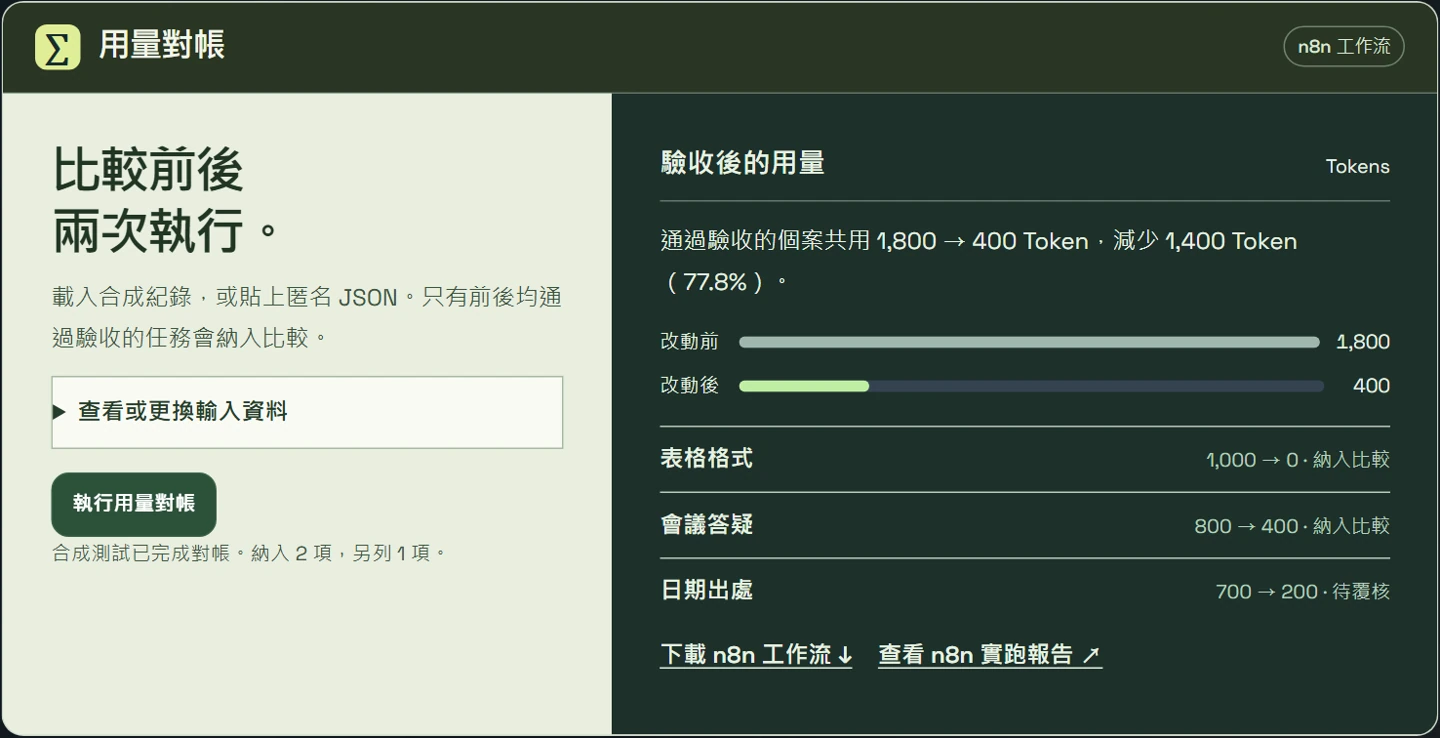 Σ 用量對帳
n8n 工作流
比較前後
兩次執行。
載入合成紀錄，或貼上匿名 JSON。只有前後均通
過驗收的任務會納入比較。
▶ 查看或更換輸入資料
執行用量對帳
合成測試已完成對帳。納入 2 項，另列 1 項。
驗收後的用量
Tokens
通過驗收的個案共用 1,800 → 400 Token，減少 1,400 Token
（77.8%）。
改動前 1,800
改動後 400
表格格式 1,000 → 0 · 納入比較
會議答疑 800 → 400 · 納入比較
日期出處 700 → 200 · 待覆核
下載 n8n 工作流 ↓ 查看 n8n 實跑報告 ↗